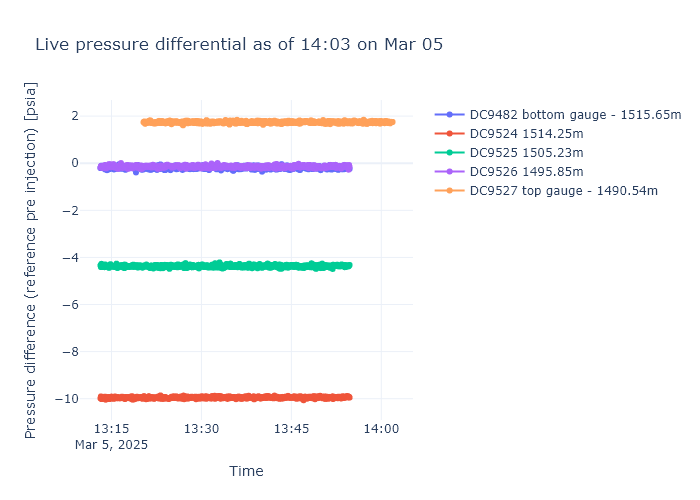 Live pressure differential as of 14:03 on Mar 05
Pressure difference (reference pre injection) [psia]
2
0
−2
−4
−6
−8
−10
13:15
Mar 5, 2025
13:30
13:45
14:00
Time
DC9482 bottom gauge - 1515.65m
DC9524 1514.25m
DC9525 1505.23m
DC9526 1495.85m
DC9527 top gauge - 1490.54m